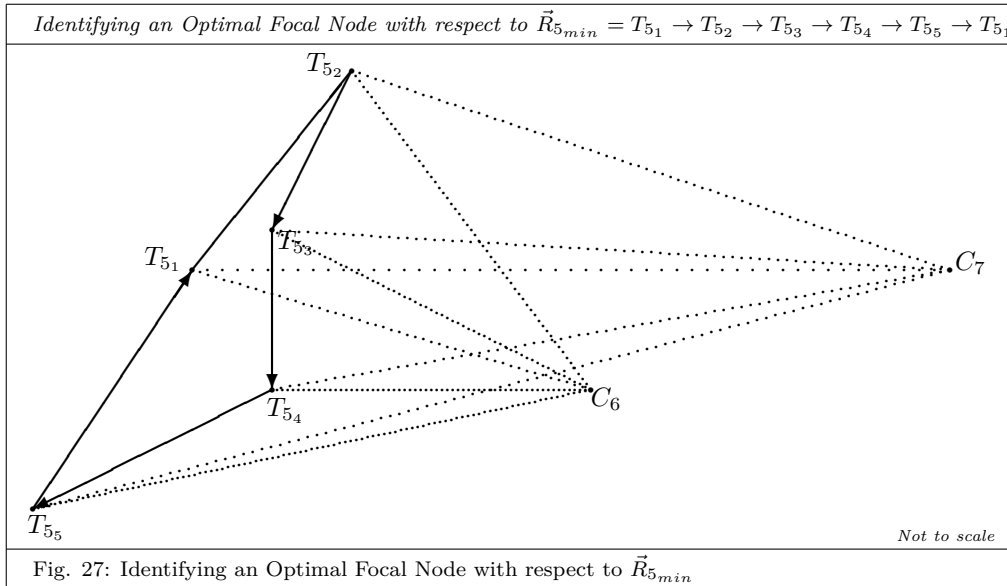 Identifying an Optimal Focal Node with respect to R⃗₅ₘᵢₙ = T₅₁ → T₅₂ → T₅₃ → T₅₄ → T₅₅ → T₅₁
T₅₂
T₅₃
T₅₁
C₇
C₆
T₅₄
T₅₅
Not to scale
Fig. 27: Identifying an Optimal Focal Node with respect to R⃗₅ₘᵢₙ